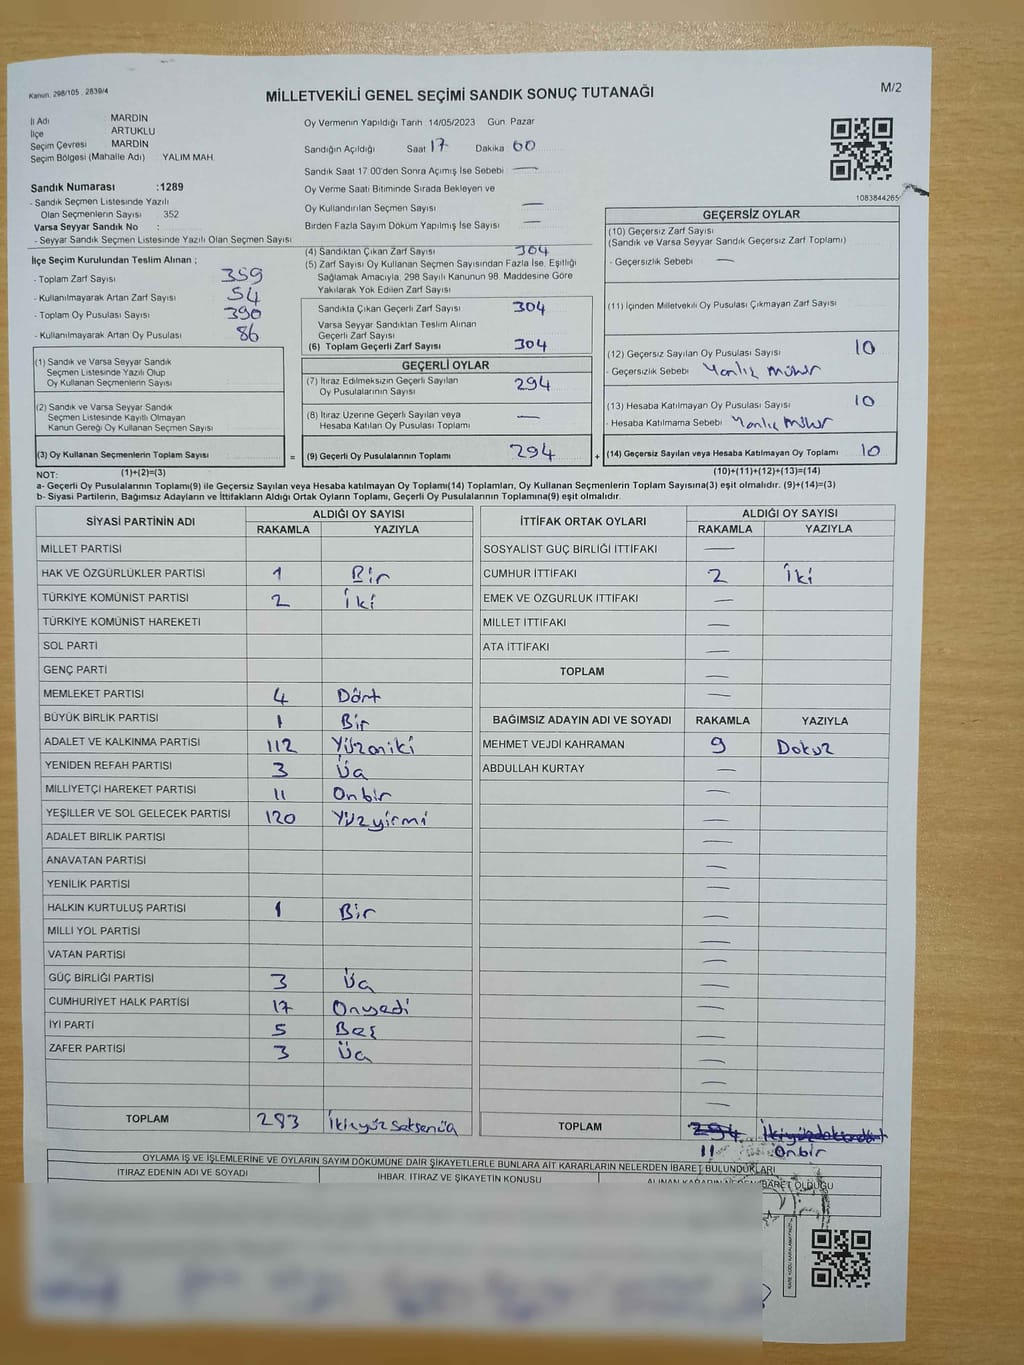 Kanun. 298/105 . 2839/4
MİLLETVEKİLİ GENEL SEÇİMİ SANDIK SONUÇ TUTANAĞI
M/2
İl Adı MARDİN
İlçe ARTUKLU
Seçim Çevresi MARDİN
Seçim Bölgesi (Mahalle Adı) YALIM MAH.
Sandık Numarası :1289
- Sandık Seçmen Listesinde Yazılı
Olan Seçmenlerin Sayısı 352
Varsa Seyyar Sandık No :
- Seyyar Sandık Seçmen Listesinde Yazılı Olan Seçmen Sayısı
Oy Vermenin Yapıldığı Tarih 14/05/2023 Gün Pazar
Sandığın Açıldığı Saat 17 Dakika 00
Sandık Saat 17 00'den Sonra Açımış İse Sebebi —
Oy Verme Saati Bitiminde Sırada Bekleyen ve
Oy Kullandırılan Seçmen Sayısı —
Birden Fazla Sayım Döküm Yapılmış İse Sayısı —
1083844265
İlçe Seçim Kurulundan Teslim Alınan ;
- Toplam Zarf Sayısı 359
- Kullanılmayarak Artan Zarf Sayısı 54
- Toplam Oy Pusulası Sayısı 390
- Kullanılmayarak Artan Oy Pusulası 86
(1) Sandık ve Varsa Seyyar Sandık
Seçmen Listesinde Yazılı Olup
Oy Kullanan Seçmenlerin Sayısı
(2) Sandık ve Varsa Seyyar Sandık
Seçmen Listesinde Kayıtlı Olmayan
Kanun Gereği Oy Kullanan Seçmen Sayısı
(3) Oy Kullanan Seçmenlerin Toplam Sayısı
(1)+(2)=(3)
(4) Sandıktan Çıkan Zarf Sayısı 304
(5) Zarf Sayısı Oy Kullanan Seçmen Sayısından Fazla İse, Eşitliği
Sağlamak Amacıyla, 298 Sayılı Kanunun 98. Maddesine Göre
Yakılarak Yok Edilen Zarf Sayısı
Sandıkta Çıkan Geçerli Zarf Sayısı 304
Varsa Seyyar Sandıktan Teslim Alınan
Geçerli Zarf Sayısı
(6) Toplam Geçerli Zarf Sayısı 304
GEÇERLİ OYLAR
(7) İtiraz Edilmeksizin Geçerli Sayılan
Oy Pusulalarının Sayısı 294
(8) İtiraz Üzerine Geçerli Sayılan veya
Hesaba Katılan Oy Pusulası Toplamı —
= (9) Geçerli Oy Pusulalarının Toplamı 294 +
GEÇERSİZ OYLAR
(10) Geçersiz Zarf Sayısı
(Sandık ve Varsa Seyyar Sandık Geçersiz Zarf Toplamı)
- Geçersizlik Sebebi —
(11) İçinden Milletvekili Oy Pusulası Çıkmayan Zarf Sayısı
(12) Geçersiz Sayılan Oy Pusulası Sayısı 10
- Geçersizlik Sebebi Yanlış Mühür
(13) Hesaba Katılmayan Oy Pusulası Sayısı 10
- Hesaba Katılmama Sebebi Yanlış Mühür
(14) Geçersiz Sayılan veya Hesaba Katılmayan Oy Toplamı 10
(10)+(11)+(12)+(13)=(14)
NOT:
a- Geçerli Oy Pusulalarının Toplamı(9) ile Geçersiz Sayılan veya Hesaba katılmayan Oy Toplamı(14) Toplamları, Oy Kullanan Seçmenlerin Toplam Sayısına(3) eşit olmalıdır. (9)+(14)=(3)
b- Siyasi Partilerin, Bağımsız Adayların ve İttifakların Aldığı Ortak Oyların Toplamı, Geçerli Oy Pusulalarının Toplamına(9) eşit olmalıdır.
SİYASİ PARTİNİN ADI ALDIĞI OY SAYISI
RAKAMLA YAZIYLA
MİLLET PARTİSİ
HAK VE ÖZGÜRLÜKLER PARTİSİ 1 Bir
TÜRKİYE KOMÜNİST PARTİSİ 2 İki
TÜRKİYE KOMÜNİST HAREKETİ
SOL PARTİ
GENÇ PARTİ
MEMLEKET PARTİSİ 4 Dört
BÜYÜK BİRLİK PARTİSİ 1 Bir
ADALET VE KALKINMA PARTİSİ 112 Yüzoniki
YENİDEN REFAH PARTİSİ 3 Üç
MİLLİYETÇİ HAREKET PARTİSİ 11 Onbir
YEŞİLLER VE SOL GELECEK PARTİSİ 120 Yüzyirmi
ADALET BİRLİK PARTİSİ
ANAVATAN PARTİSİ
YENİLİK PARTİSİ
HALKIN KURTULUŞ PARTİSİ 1 Bir
MİLLİ YOL PARTİSİ
VATAN PARTİSİ
GÜÇ BİRLİĞİ PARTİSİ 3 Üç
CUMHURİYET HALK PARTİSİ 17 Onyedi
İYİ PARTİ 5 Beş
ZAFER PARTİSİ 3 Üç
TOPLAM 283 İkiyüzseksenüç
İTTİFAK ORTAK OYLARI ALDIĞI OY SAYISI
RAKAMLA YAZIYLA
SOSYALİST GÜÇ BİRLİĞİ İTTİFAKI —
CUMHUR İTTİFAKI 2 İki
EMEK VE ÖZGÜRLÜK İTTİFAKI —
MİLLET İTTİFAKI —
ATA İTTİFAKI —
TOPLAM —
BAĞIMSIZ ADAYIN ADI VE SOYADI RAKAMLA YAZIYLA
MEHMET VEJDİ KAHRAMAN 9 Dokuz
ABDULLAH KURTAY —
TOPLAM 294 İkiyüzdoksandört
11 Onbir
OYLAMA İŞ VE İŞLEMLERİNE VE OYLARIN SAYIM DÖKÜMÜNE DAİR ŞİKAYETLERLE BUNLARA AİT KARARLARIN NELERDEN İBARET BULUNDUKLARI
İTİRAZ EDENİN ADI VE SOYADI İHBAR, İTİRAZ VE ŞİKAYETİN KONUSU